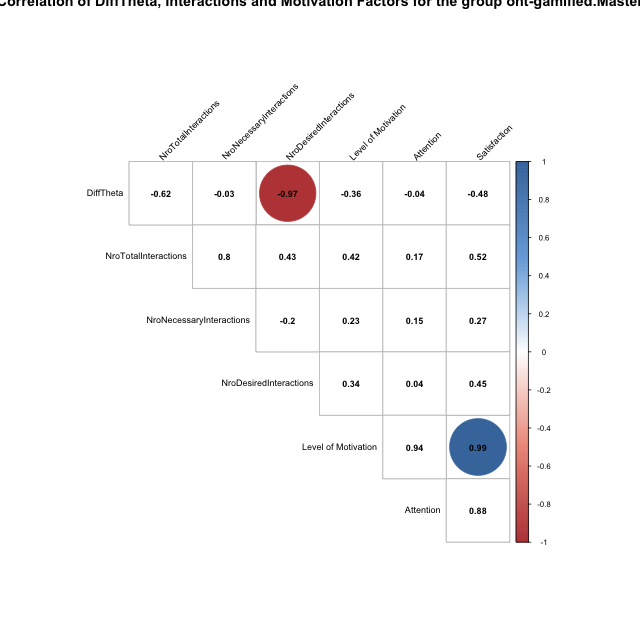 Correlation of DiffTheta, Interactions and Motivation Factors for the group ont-gamified.Master
NroTotalInteractions
NroNecessaryInteractions
NroDesiredInteractions
Level of Motivation
Attention
Satisfaction
DiffTheta -0.62 -0.03 -0.97 -0.36 -0.04 -0.48
NroTotalInteractions 0.8 0.43 0.42 0.17 0.52
NroNecessaryInteractions -0.2 0.23 0.15 0.27
NroDesiredInteractions 0.34 0.04 0.45
Level of Motivation 0.94 0.99
Attention 0.88
1
0.8
0.6
0.4
0.2
0
-0.2
-0.4
-0.6
-0.8
-1